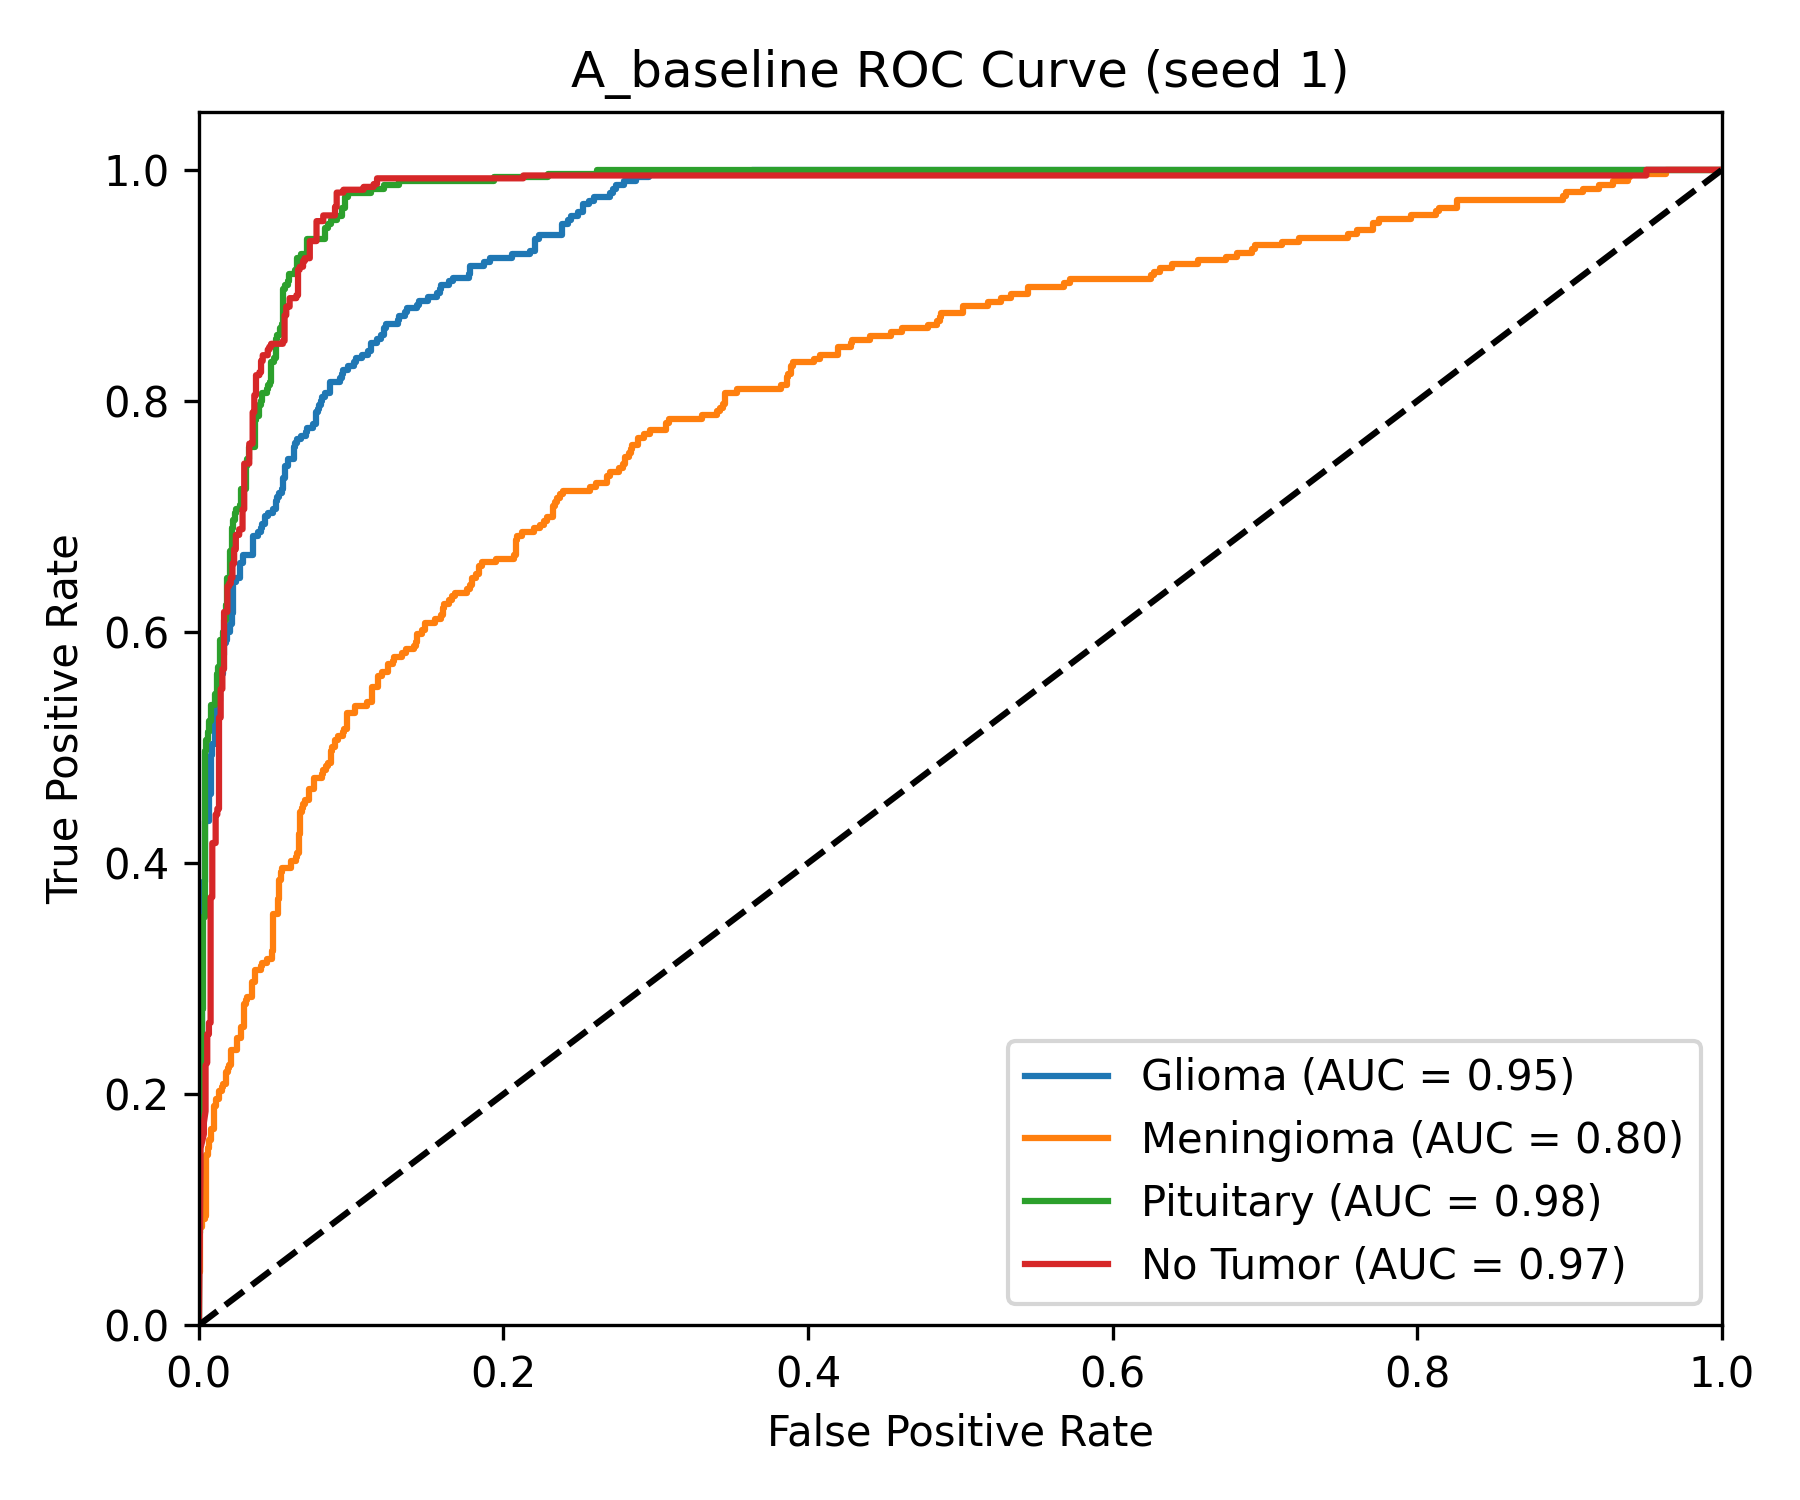 A_baseline ROC Curve (seed 1)
1.0
0.8
0.6
0.4
0.2
0.0
True Positive Rate
0.0 0.2 0.4 0.6 0.8 1.0
False Positive Rate
Glioma (AUC = 0.95)
Meningioma (AUC = 0.80)
Pituitary (AUC = 0.98)
No Tumor (AUC = 0.97)